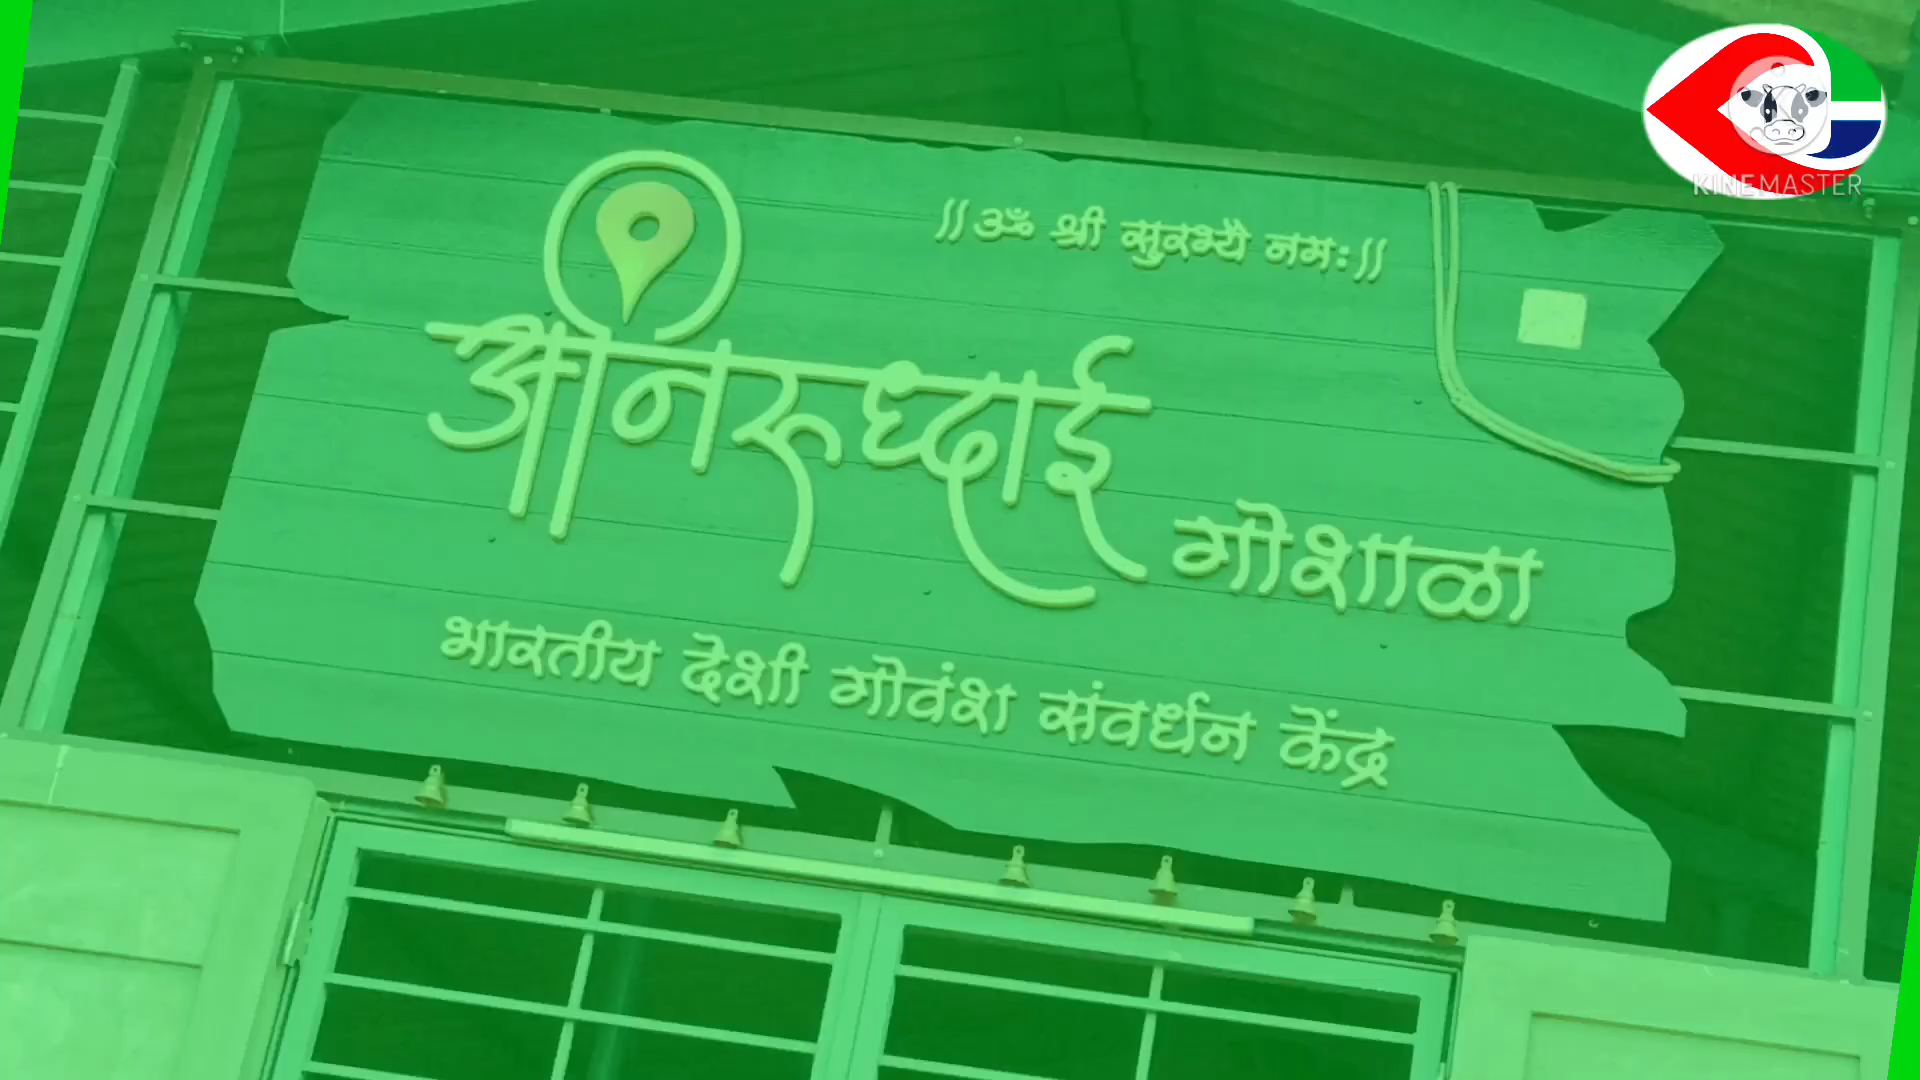 ॥ ॐ श्री सुरभ्यै नमः॥
अनिरुध्दाई
गोशाळा
भारतीय देशी गोवंश संवर्धन केंद्र
KINEMASTER